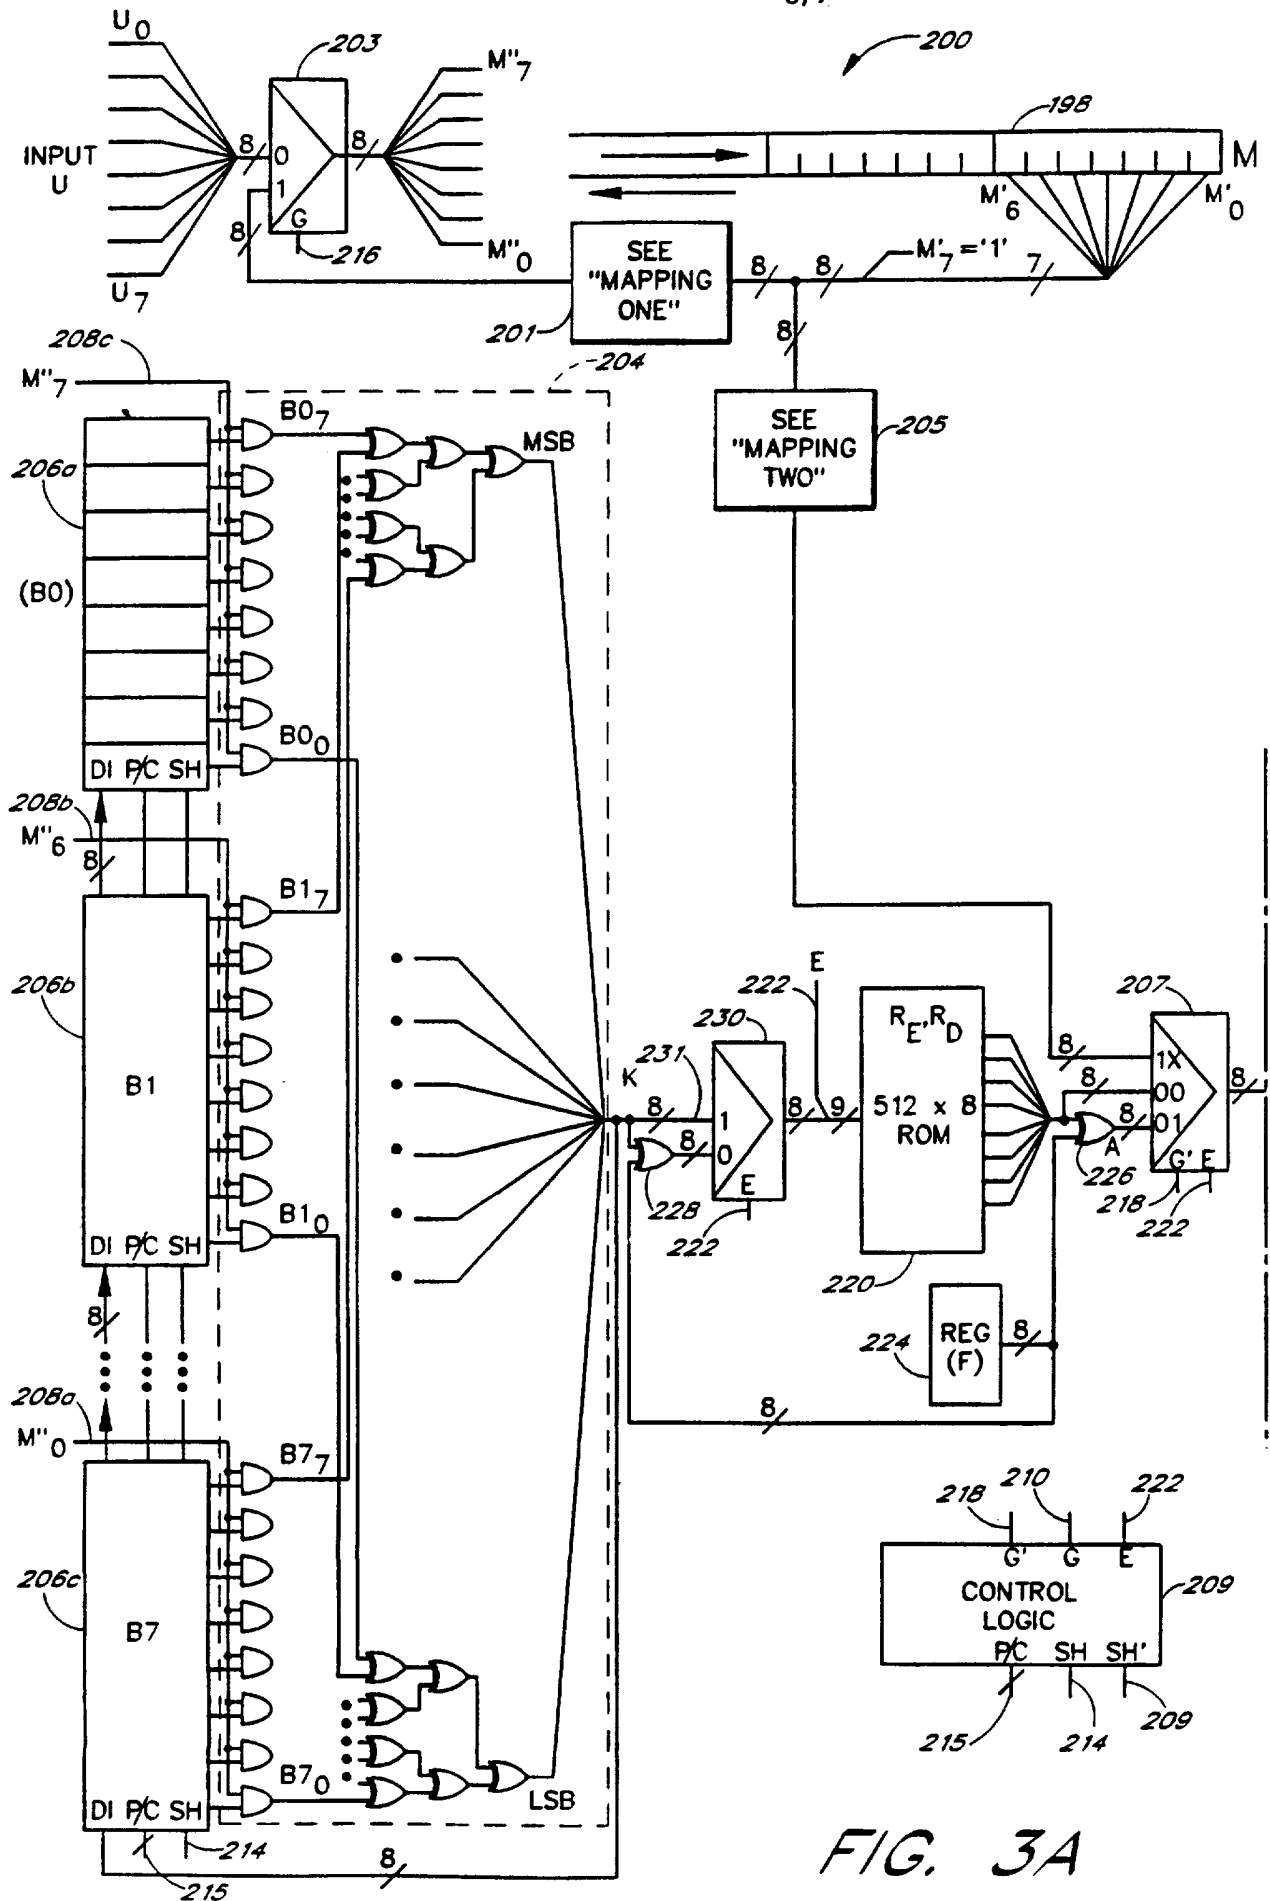 U0
203
M"7
200
198
INPUT
U
8
0
8
M
1
G
8
216
M"0
M'6
M'0
U7
SEE
"MAPPING
ONE"
201
8
8
M'7='1'
7
8
208c
M"7
204
B07
MSB
SEE
"MAPPING
TWO"
205
206a
(B0)
B00
DI P/C SH
208b
M"6
8
B17
206b
B1
E
222
207
230
RE,RD
231
K
8
1
8
9
512 x 8
ROM
8
1X
8
00
8
01
8
8
0
A
228
E
226
G' E
218
222
222
B10
DI P/C SH
220
8
REG
(F)
8
224
208a
M"0
8
B77
218
210
222
G' G E
206c
B7
CONTROL
LOGIC
209
P/C SH SH'
215
214
209
B70
LSB
DI P/C SH
214
215
8
FIG. 3A